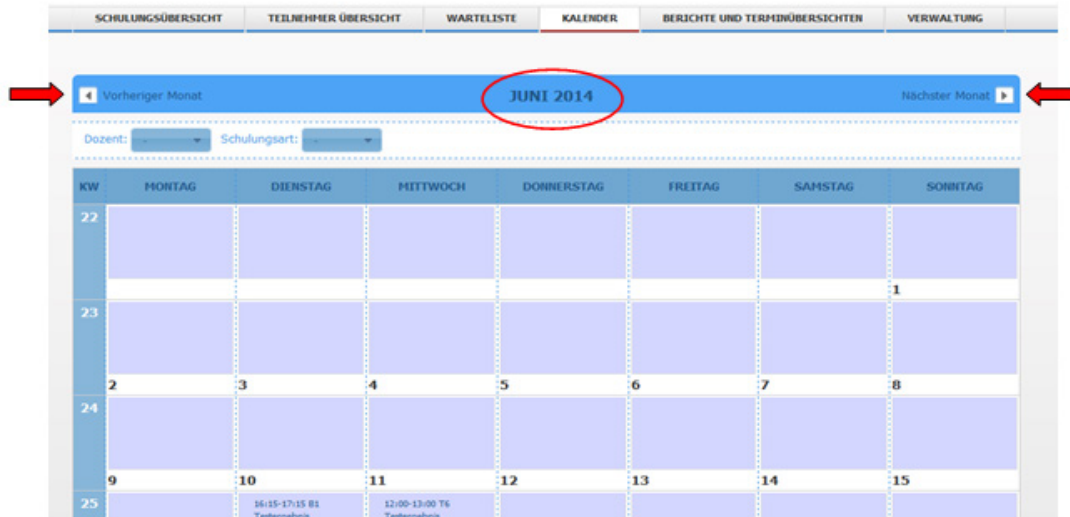 SCHULUNGSÜBERSICHT TEILNEHMER ÜBERSICHT WARTELISTE KALENDER BERICHTE UND TERMINÜBERSICHTEN VERWALTUNG
Vorheriger Monat JUNI 2014 Nächster Monat
Dozent: Schulungsart:
KW MONTAG DIENSTAG MITTWOCH DONNERSTAG FREITAG SAMSTAG SONNTAG
22
1
23
2 3 4 5 6 7 8
24
9 10 11 12 13 14 15
25 16:15-17:15 B1 12:00-13:00 T6